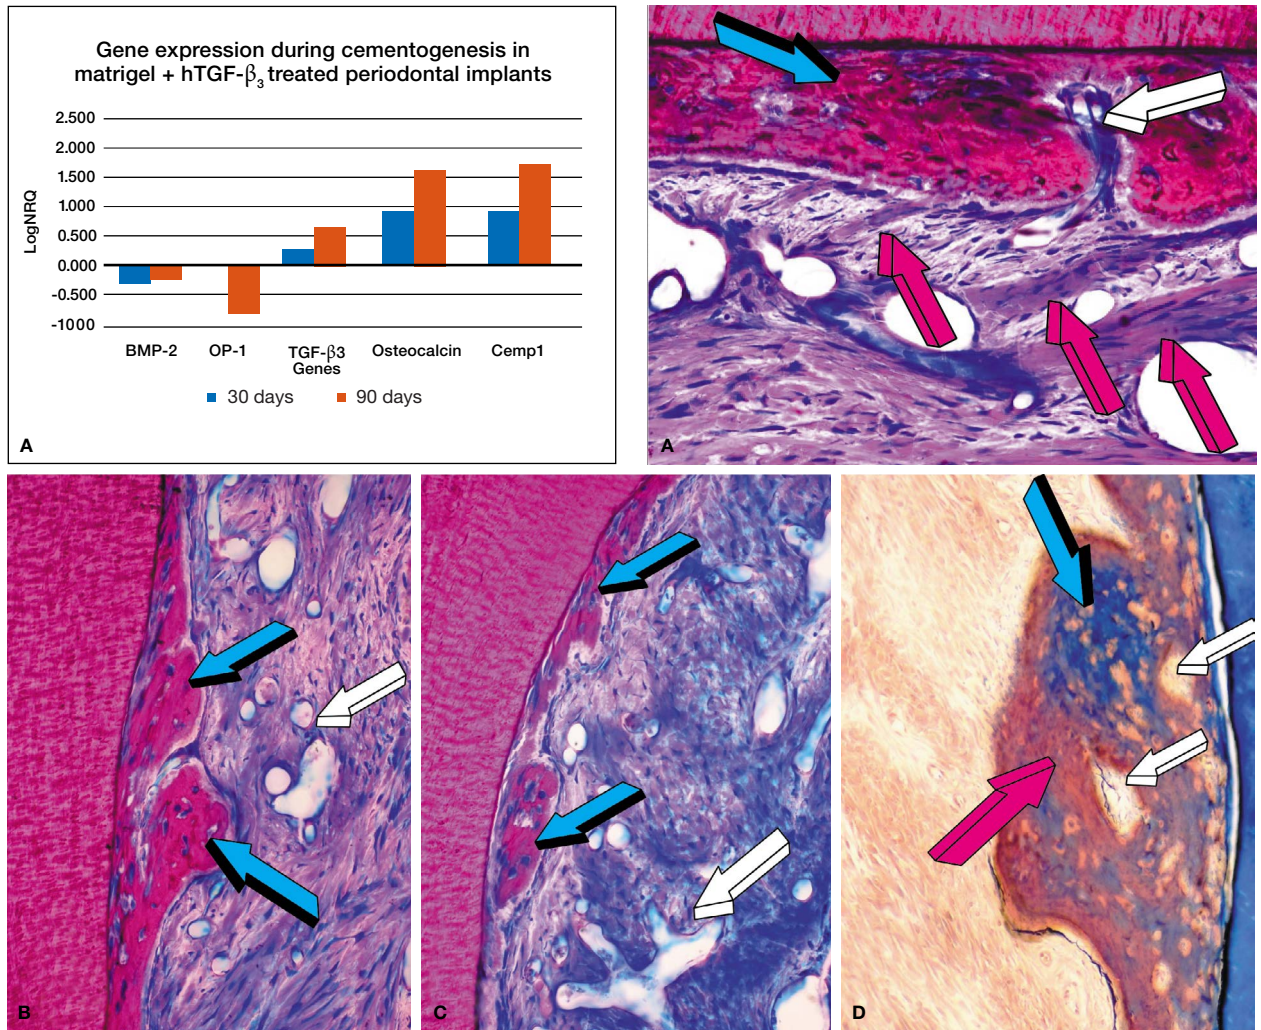 Gene expression during cementogenesis in
matrigel + hTGF-β3 treated periodontal implants
2.500
2.000
1.500
1.000
0.500
0.000
-0.500
-1000
LogNRQ
BMP-2 OP-1 TGF-β3 Osteocalcin Cemp1
Genes
30 days 90 days
A
A
B
C
D